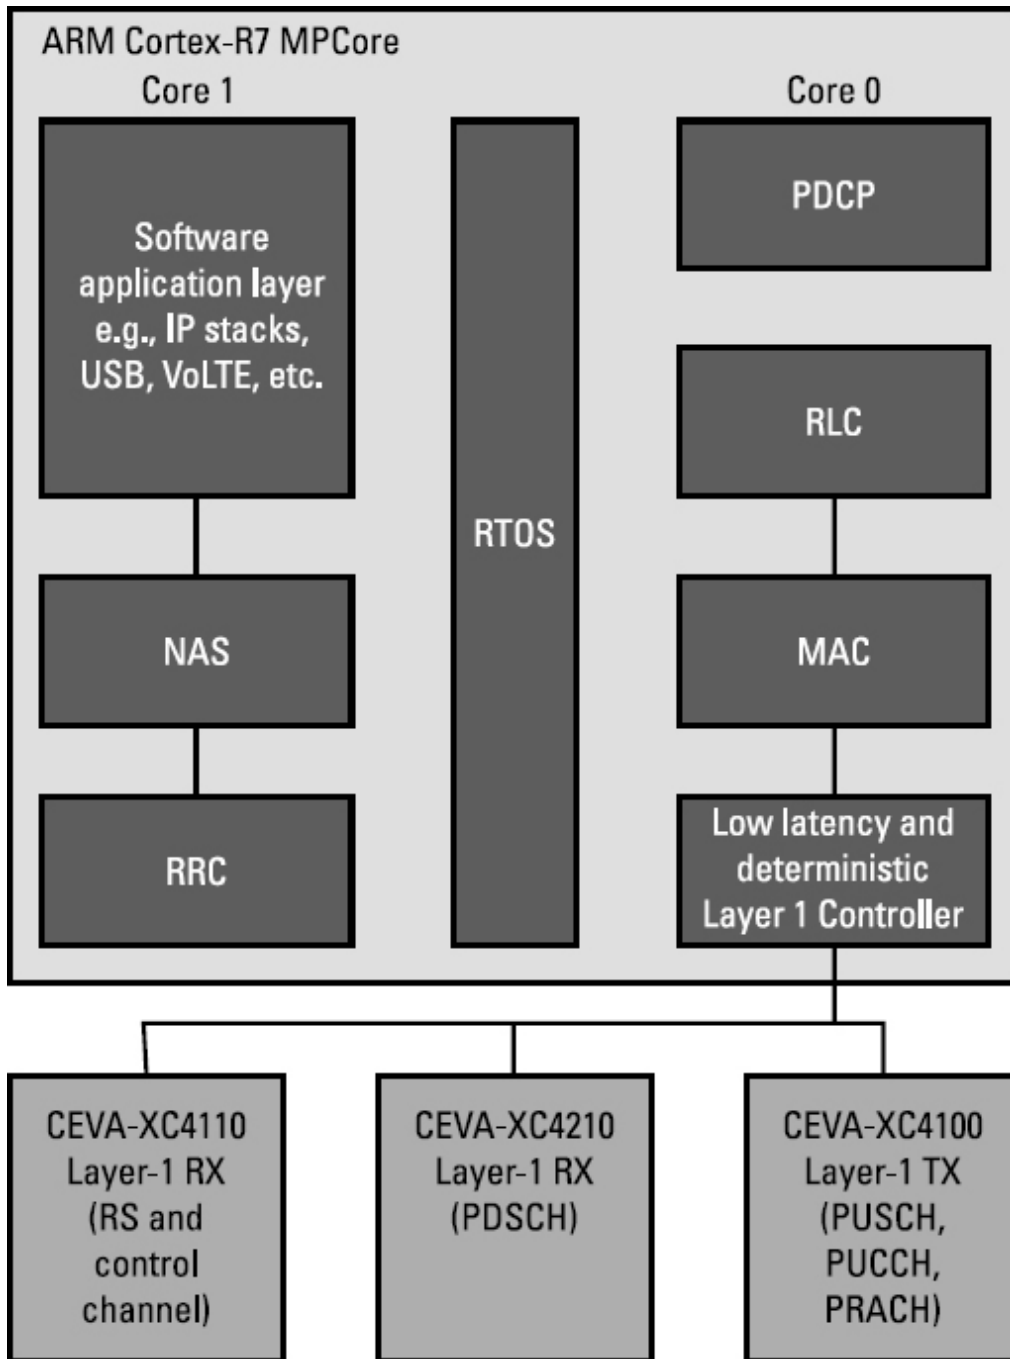 ARM Cortex-R7 MPCore
Core 1
Software
application layer
e.g., IP stacks,
USB, VoLTE, etc.
NAS
RRC
RTOS
Core 0
PDCP
RLC
MAC
Low latency and
deterministic
Layer 1 Controller
CEVA-XC4110
Layer-1 RX
(RS and
control
channel)
CEVA-XC4210
Layer-1 RX
(PDSCH)
CEVA-XC4100
Layer-1 TX
(PUSCH,
PUCCH,
PRACH)